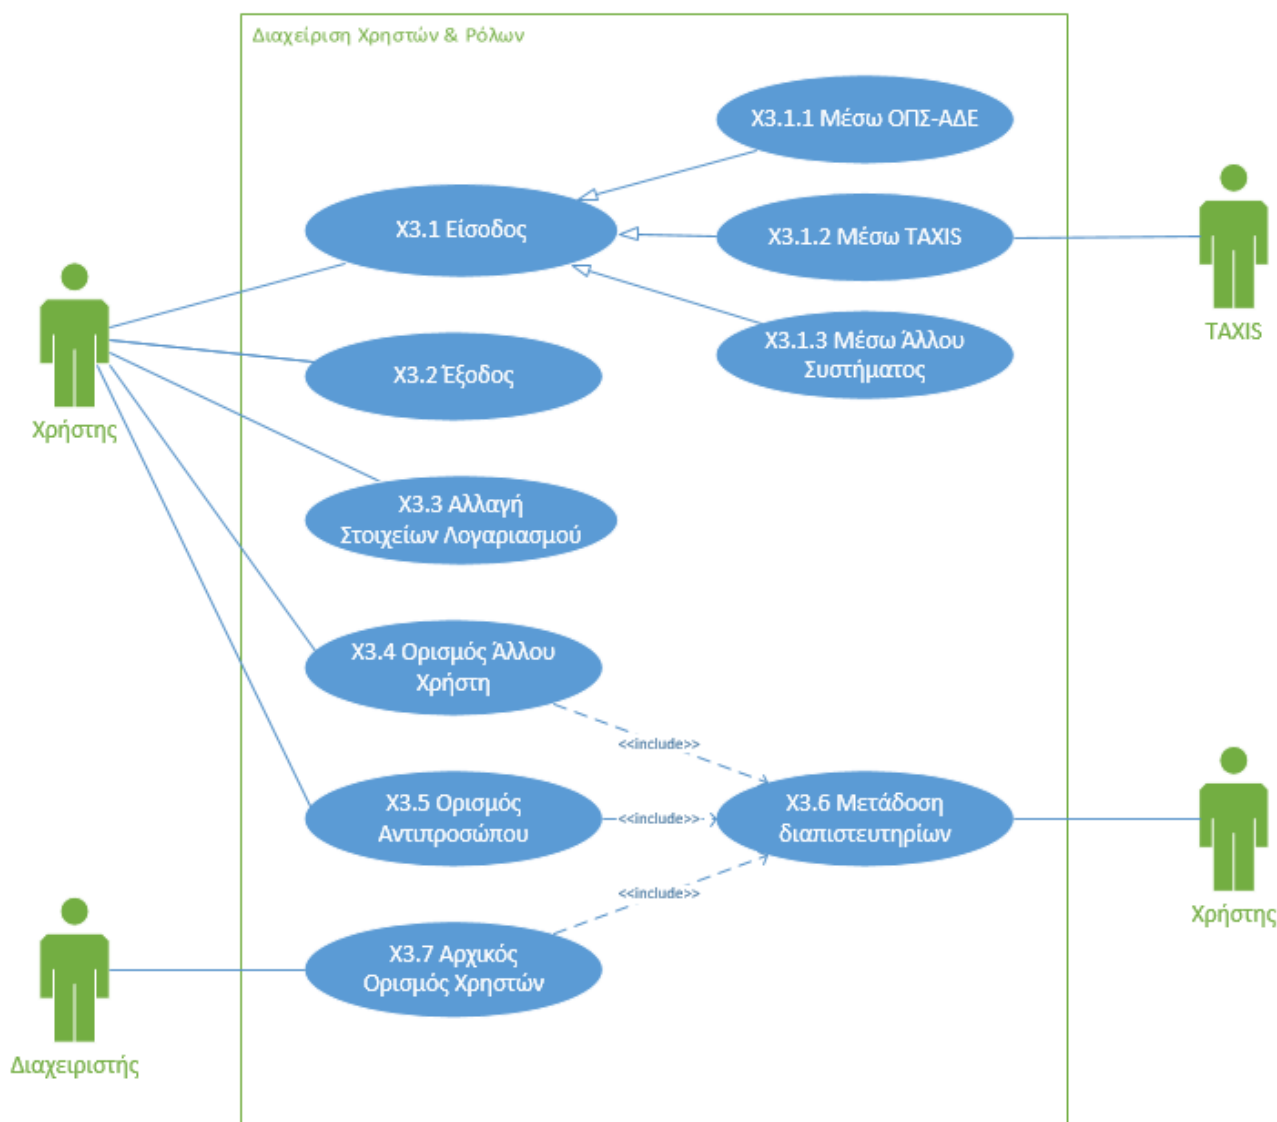 Διαχείριση Χρηστών & Ρόλων
Χ3.1.1 Μέσω ΟΠΣ-ΑΔΕ
Χ3.1 Είσοδος
Χ3.1.2 Μέσω TAXIS
TAXIS
Χ3.1.3 Μέσω Άλλου
Συστήματος
Χ3.2 Έξοδος
Χρήστης
Χ3.3 Αλλαγή
Στοιχείων Λογαριασμού
Χ3.4 Ορισμός Άλλου
Χρήστη
<<include>>
Χ3.5 Ορισμός
Αντιπροσώπου
<<include>>
Χ3.6 Μετάδοση
διαπιστευτηρίων
<<include>>
Χρήστης
Χ3.7 Αρχικός
Ορισμός Χρηστών
Διαχειριστής